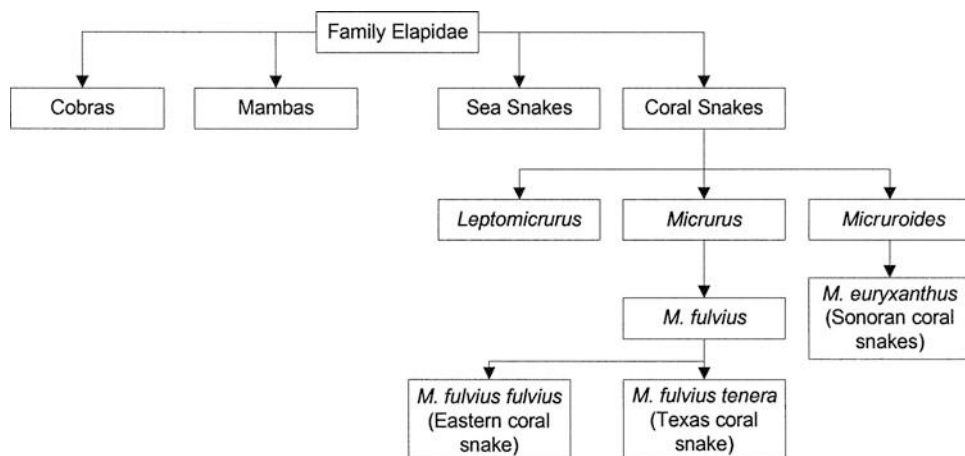 Family Elapidae
Cobras
Mambas
Sea Snakes
Coral Snakes
Leptomicrurus
Micrurus
Micruroides
M. fulvius
M. euryxanthus
(Sonoran coral
snakes)
M. fulvius fulvius
(Eastern coral
snake)
M. fulvius tenera
(Texas coral
snake)